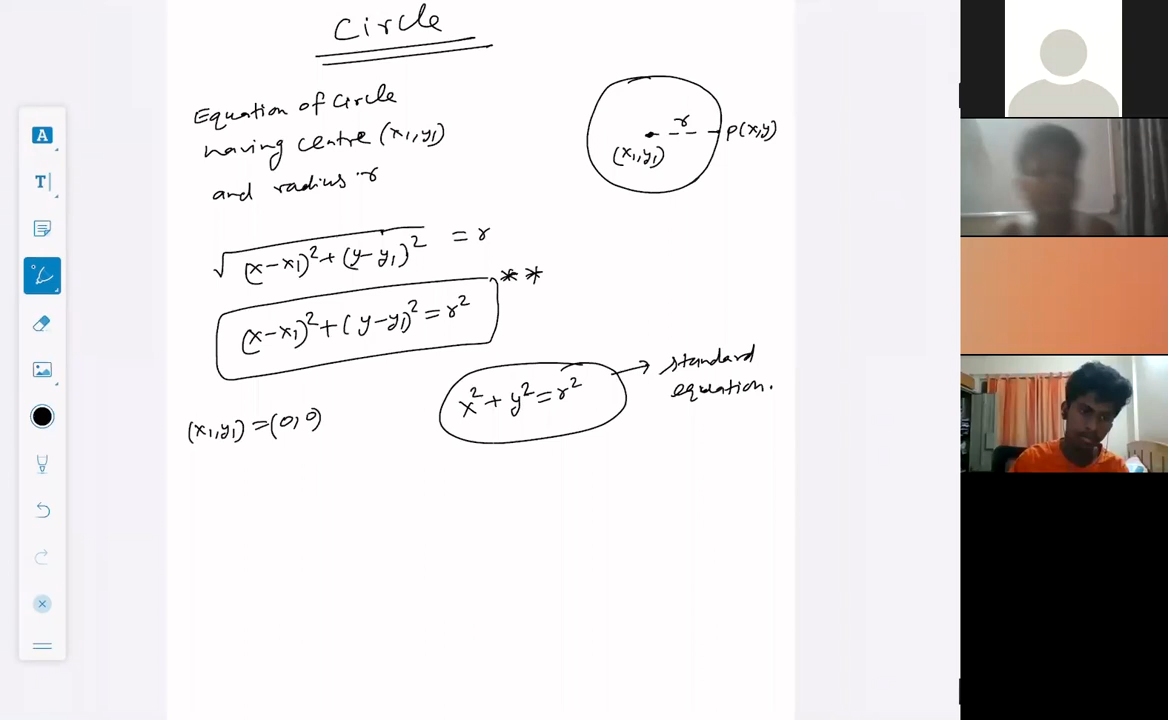 Circle
Equation of circle
having centre (x₁,y₁)
and radius r
r
P(x,y)
(x₁,y₁)
√(x-x₁)²+(y-y₁)² = r
(x-x₁)²+(y-y₁)²=r² **
x²+y²=r² → standard
equation.
(x₁,y₁)=(0,0)
A
T